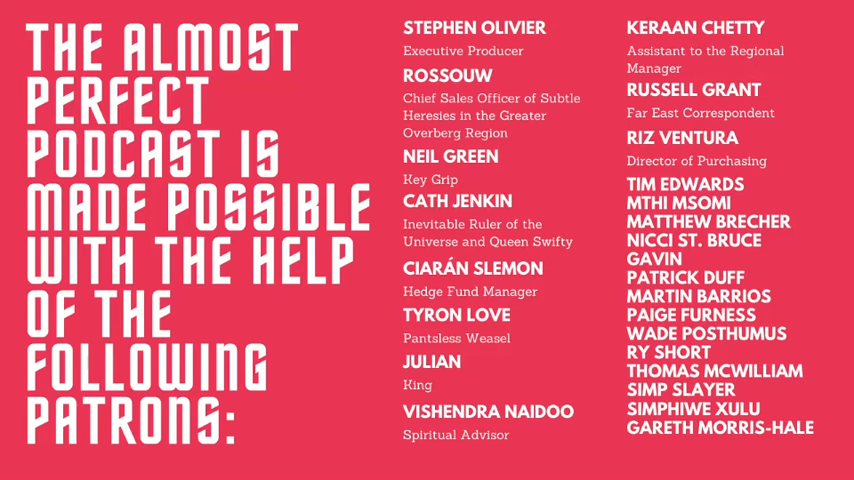 THE ALMOST
PERFECT
PODCAST IS
MADE POSSIBLE
WITH THE HELP
OF THE
FOLLOWING
PATRONS:
STEPHEN OLIVIER
Executive Producer
ROSSOUW
Chief Sales Officer of Subtle
Heresies in the Greater
Overberg Region
NEIL GREEN
Key Grip
CATH JENKIN
Inevitable Ruler of the
Universe and Queen Swifty
CIARÁN SLEMON
Hedge Fund Manager
TYRON LOVE
Pantsless Weasel
JULIAN
King
VISHENDRA NAIDOO
Spiritual Advisor
KERAAN CHETTY
Assistant to the Regional
Manager
RUSSELL GRANT
Far East Correspondent
RIZ VENTURA
Director of Purchasing
TIM EDWARDS
MTHI MSOMI
MATTHEW BRECHER
NICCI ST. BRUCE
GAVIN
PATRICK DUFF
MARTIN BARRIOS
PAIGE FURNESS
WADE POSTHUMUS
RY SHORT
THOMAS MCWILLIAM
SIMP SLAYER
SIMPHIWE XULU
GARETH MORRIS-HALE